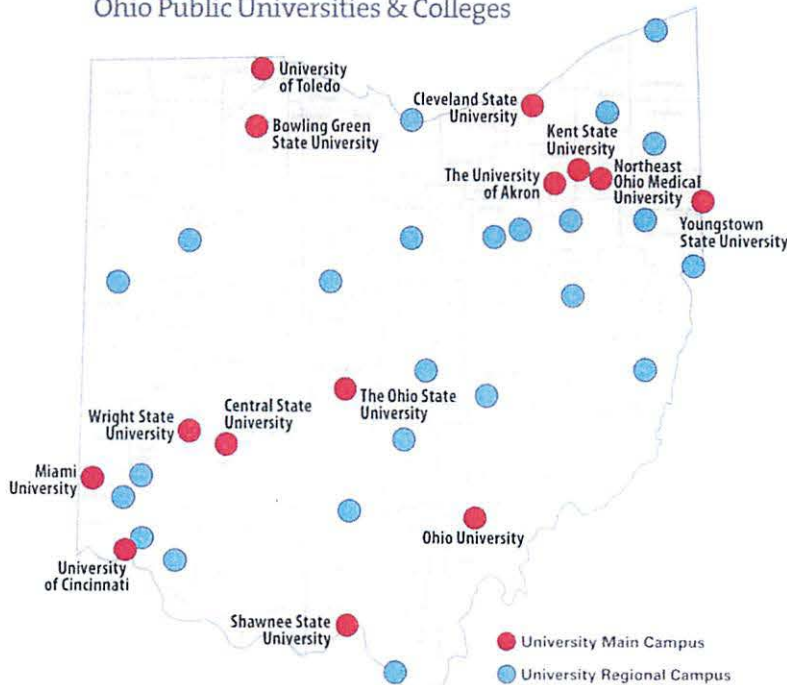 Ohio Public Universities & Colleges
University
of Toledo
Bowling Green
State University
Cleveland State
University
Kent State
University
The University
of Akron
Northeast
Ohio Medical
University
Youngstown
State University
The Ohio State
University
Central State
University
Wright State
University
Miami
University
University
of Cincinnati
Ohio University
Shawnee State
University
University Main Campus
University Regional Campus